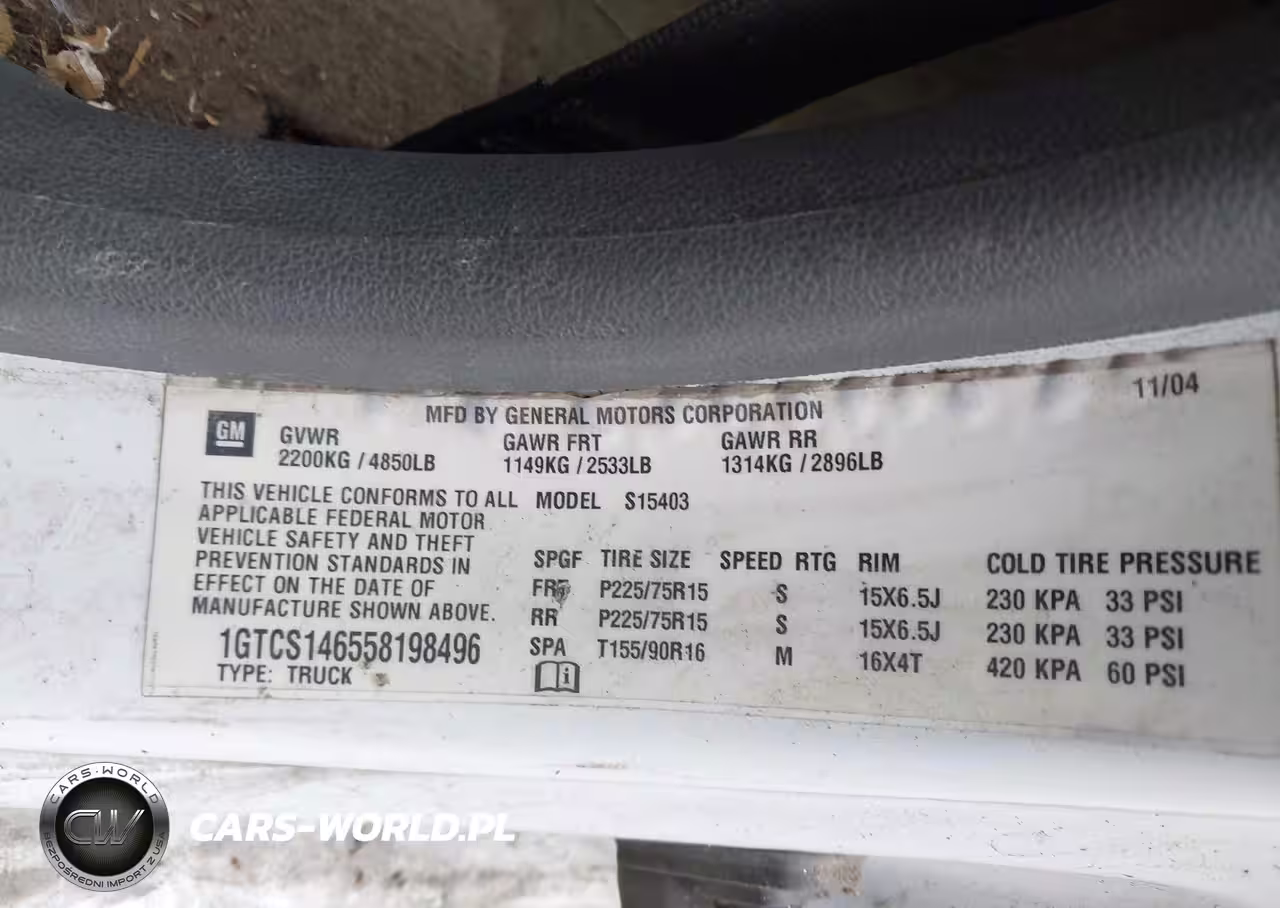 11/04
MFD BY GENERAL MOTORS CORPORATION
GM
GVWR GAWR FRT GAWR RR
2200KG / 4850LB 1149KG / 2533LB 1314KG / 2896LB
THIS VEHICLE CONFORMS TO ALL
APPLICABLE FEDERAL MOTOR
VEHICLE SAFETY AND THEFT
PREVENTION STANDARDS IN
EFFECT ON THE DATE OF
MANUFACTURE SHOWN ABOVE.
1GTCS146558198496
TYPE: TRUCK
MODEL S15403
SPGF TIRE SIZE SPEED RTG RIM COLD TIRE PRESSURE
P225/75R15 S 15X6.5J 230 KPA 33 PSI
RR P225/75R15 S 15X6.5J 230 KPA 33 PSI
SPA T155/90R16 M 16X4T 420 KPA 60 PSI
i
CARS-WORLD
CW
BEZPOŚREDNI IMPORT Z USA
CARS-WORLD.PL